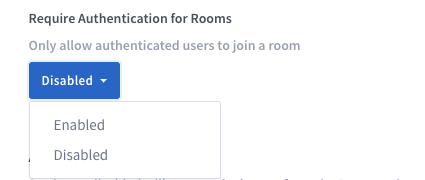 Require Authentication for Rooms
Only allow authenticated users to join a room
Disabled
Enabled
Disabled